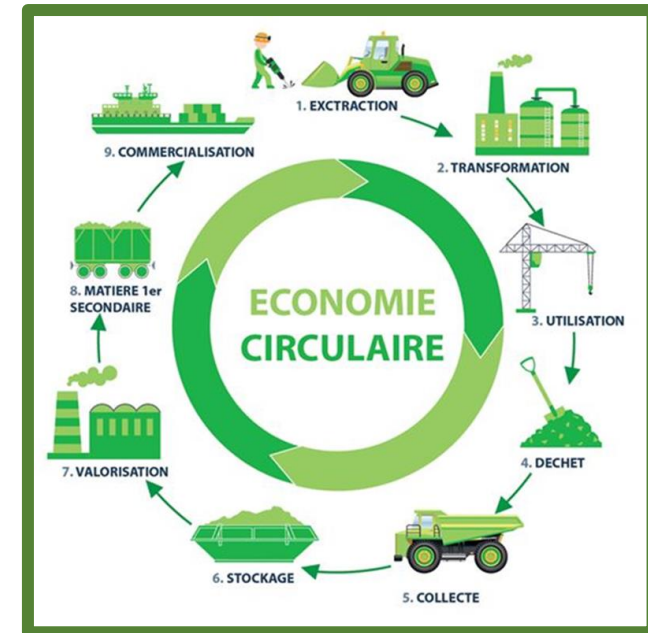 1. EXCTRACTION
2. TRANSFORMATION
3. UTILISATION
4. DECHET
5. COLLECTE
6. STOCKAGE
7. VALORISATION
8. MATIERE 1er
SECONDAIRE
9. COMMERCIALISATION
ECONOMIE
CIRCULAIRE